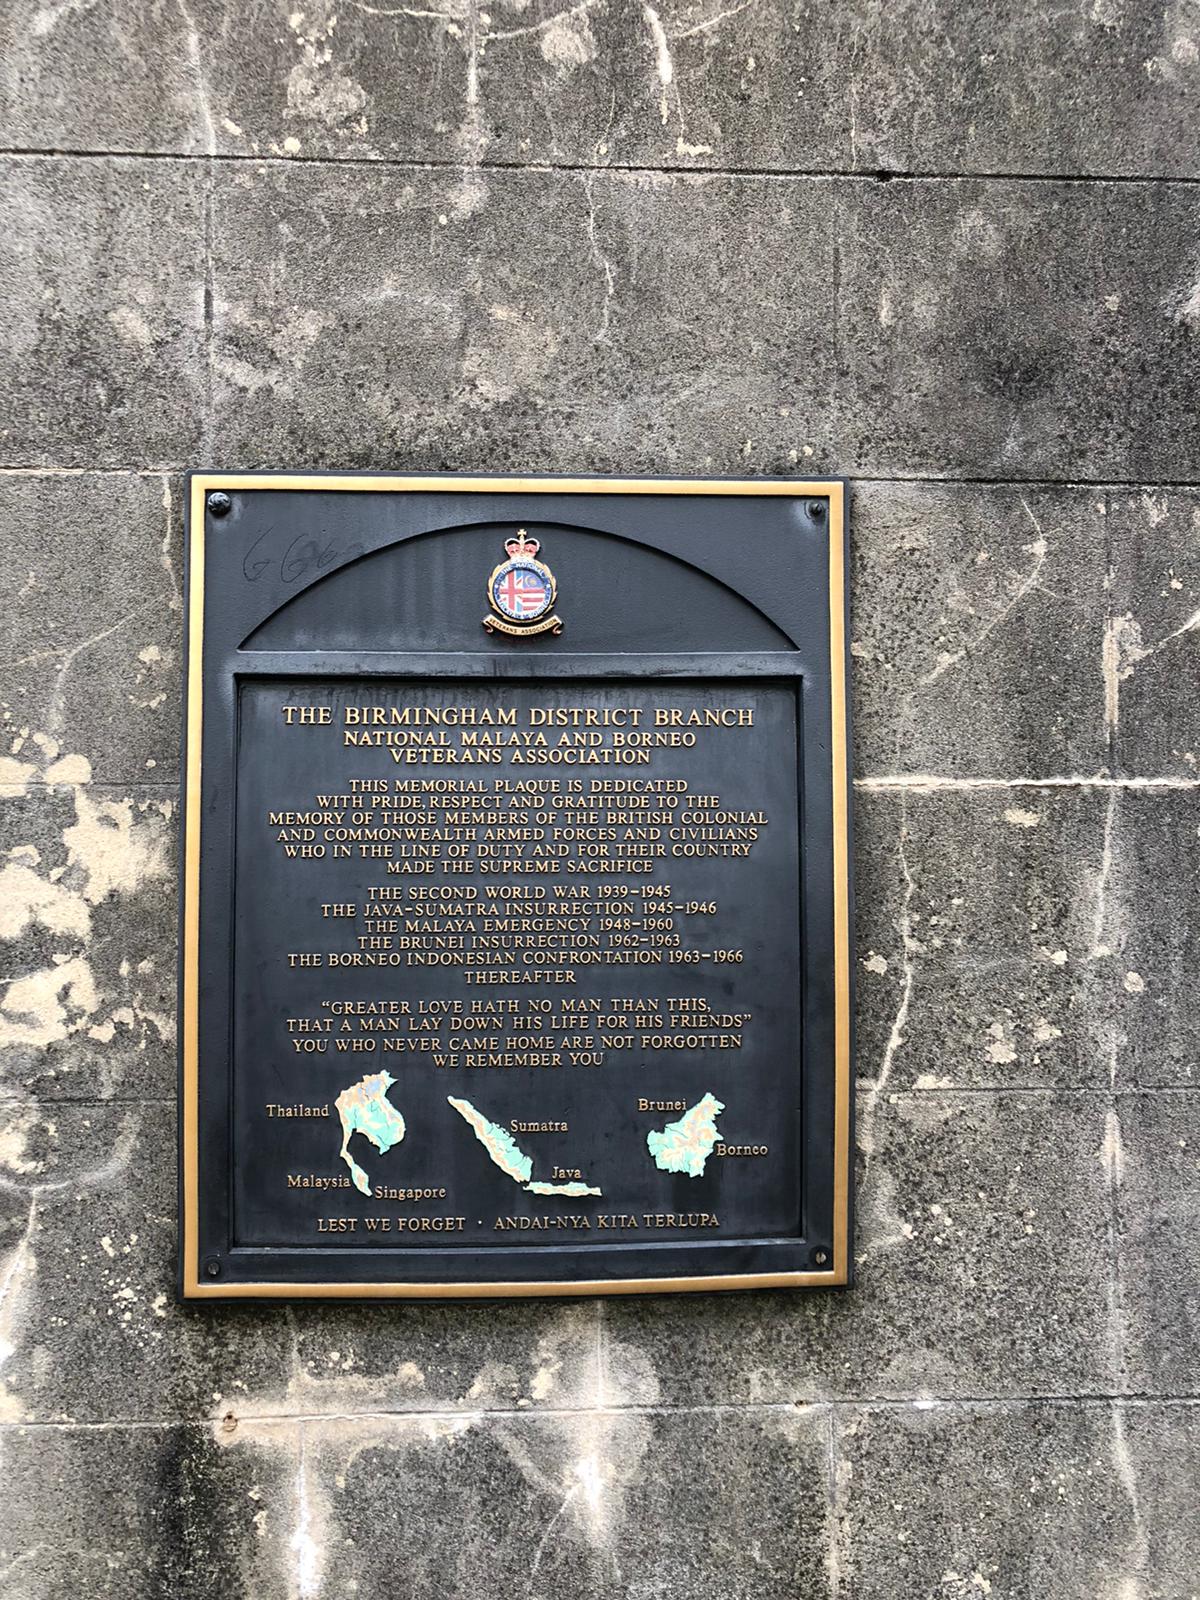 THE NATIONAL
VETERANS ASSOCIATION
THE BIRMINGHAM DISTRICT BRANCH
NATIONAL MALAYA AND BORNEO
VETERANS ASSOCIATION
THIS MEMORIAL PLAQUE IS DEDICATED
WITH PRIDE, RESPECT AND GRATITUDE TO THE
MEMORY OF THOSE MEMBERS OF THE BRITISH COLONIAL
AND COMMONWEALTH ARMED FORCES AND CIVILIANS
WHO IN THE LINE OF DUTY AND FOR THEIR COUNTRY
MADE THE SUPREME SACRIFICE
THE SECOND WORLD WAR 1939-1945
THE JAVA-SUMATRA INSURRECTION 1945-1946
THE MALAYA EMERGENCY 1948-1960
THE BRUNEI INSURRECTION 1962-1963
THE BORNEO INDONESIAN CONFRONTATION 1963-1966
THEREAFTER
"GREATER LOVE HATH NO MAN THAN THIS,
THAT A MAN LAY DOWN HIS LIFE FOR HIS FRIENDS"
YOU WHO NEVER CAME HOME ARE NOT FORGOTTEN
WE REMEMBER YOU
Thailand
Malaysia
Singapore
Sumatra
Java
Brunei
Borneo
LEST WE FORGET · ANDAI-NYA KITA TERLUPA